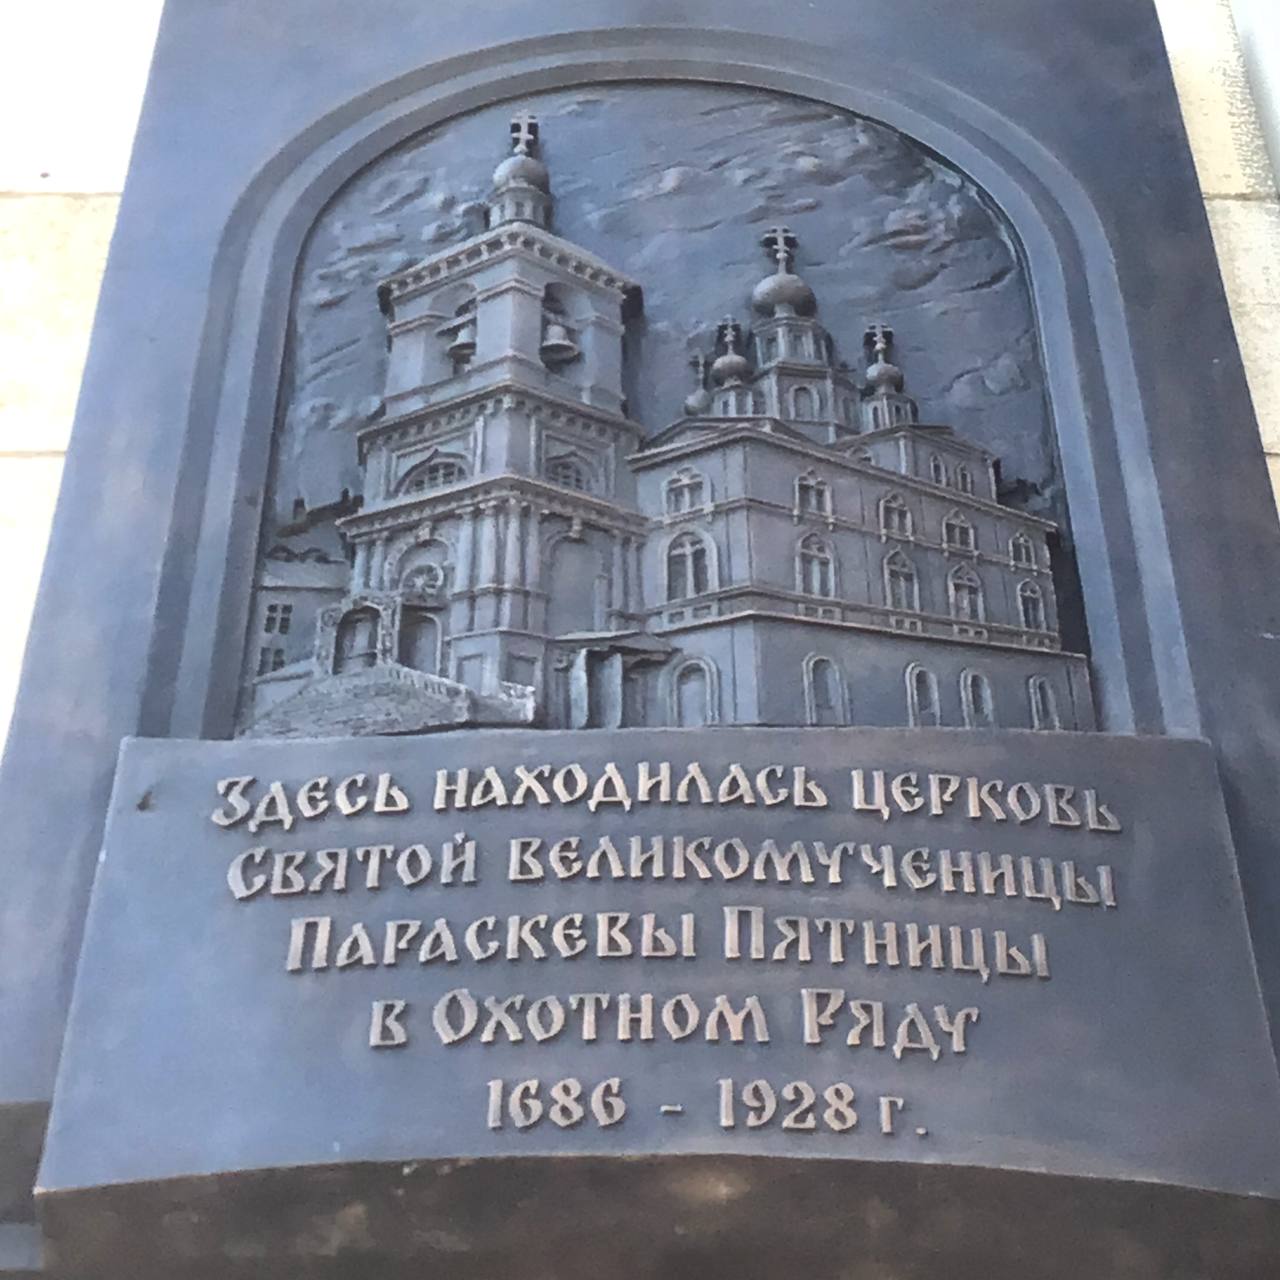 Здесь находилась церковь
Святой великомученицы
Параскевы Пятницы
в Охотном Ряду
1686 - 1928 г.